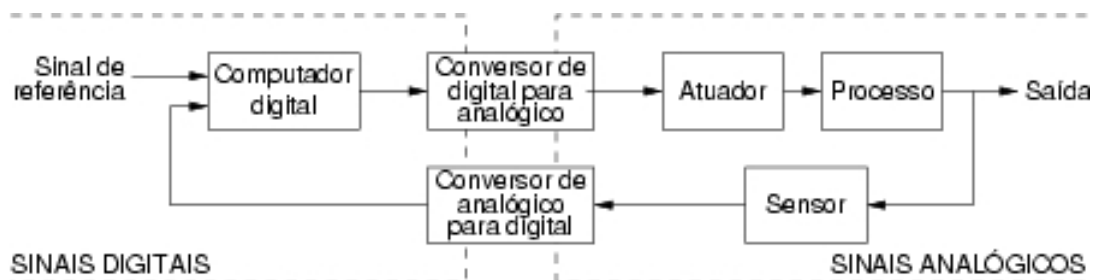 Sinal de
referência
Computador
digital
Conversor de
digital para
analógico
Atuador
Processo
Saída
Conversor de
analógico
para digital
Sensor
SINAIS DIGITAIS
SINAIS ANALÓGICOS